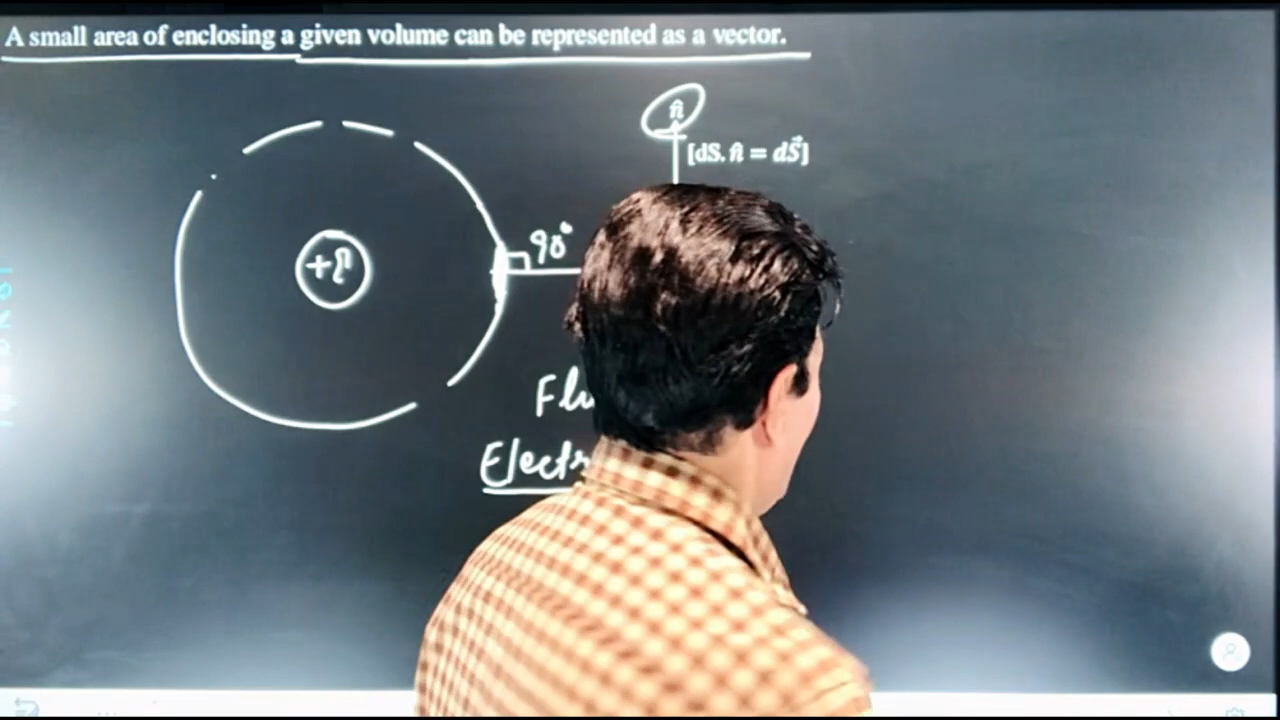 A small area of enclosing a given volume can be represented as a vector.
n̂
[dS. n̂ = dS⃗]
90°